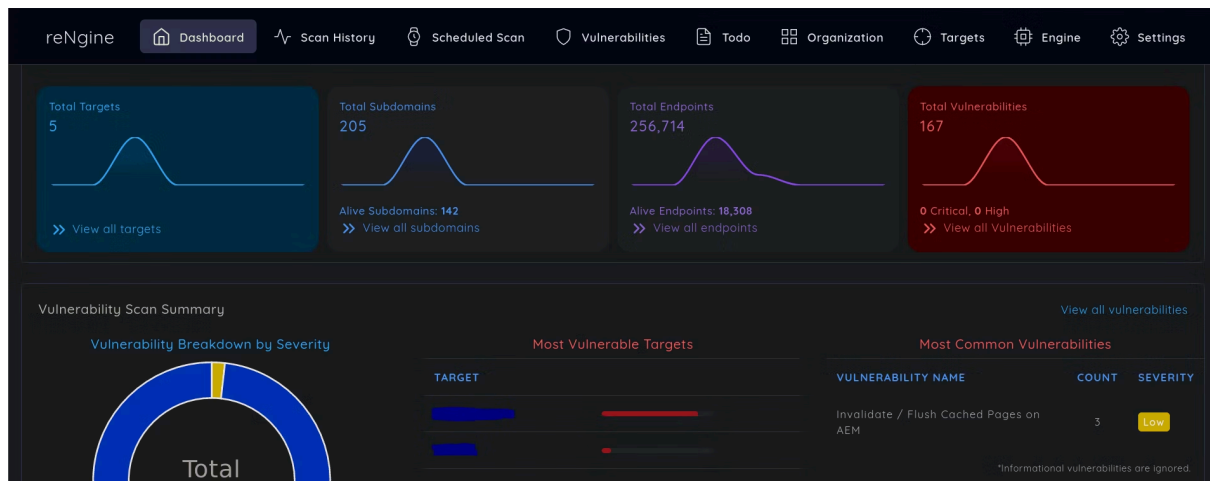 reNgine Dashboard Scan History Scheduled Scan Vulnerabilities Todo Organization Targets Engine Settings
Total Targets
5
View all targets
Total Subdomains
205
Alive Subdomains: 142
View all subdomains
Total Endpoints
256,714
Alive Endpoints: 18,308
View all endpoints
Total Vulnerabilities
167
0 Critical, 0 High
View all Vulnerabilities
Vulnerability Scan Summary
View all vulnerabilities
Vulnerability Breakdown by Severity
Total
Most Vulnerable Targets
TARGET
Most Common Vulnerabilities
VULNERABILITY NAME COUNT SEVERITY
Invalidate / Flush Cached Pages on
AEM
3
Low
*Informational vulnerabilities are ignored.